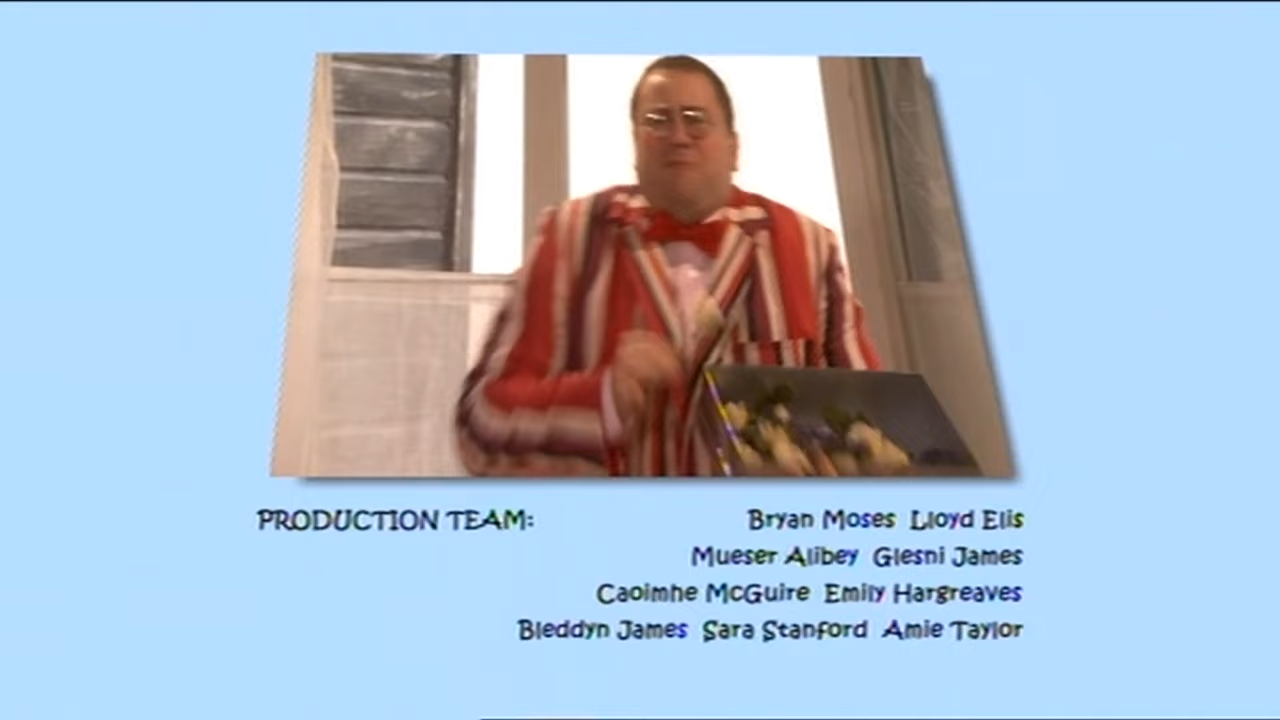 PRODUCTION TEAM: Bryan Moses Lloyd Elis
Mueser Alibey Glesni James
Caoimhe McGuire Emily Hargreaves
Bleddyn James Sara Stanford Amie Taylor